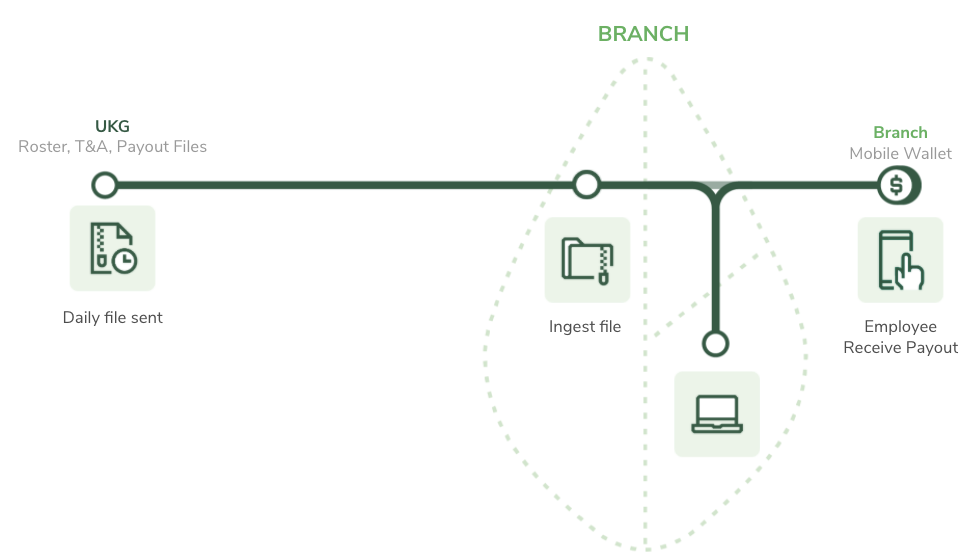 BRANCH
UKG
Roster, T&A, Payout Files
Branch
Mobile Wallet
$
Daily file sent
Ingest file
Employee
Receive Payout